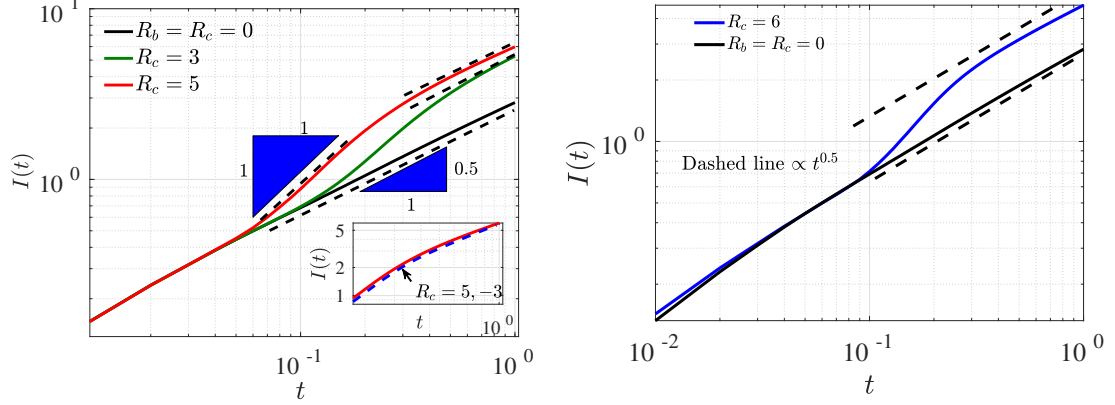 10^1
R_b = R_c = 0
R_c = 3
R_c = 5
1
1
0.5
1
I(t)
10^0
5
2
1
I(t)
R_c = 5, −3
t
10^0
10^-1
10^0
t
R_c = 6
R_b = R_c = 0
Dashed line ∝ t^0.5
I(t)
10^0
10^-2
10^-1
10^0
t